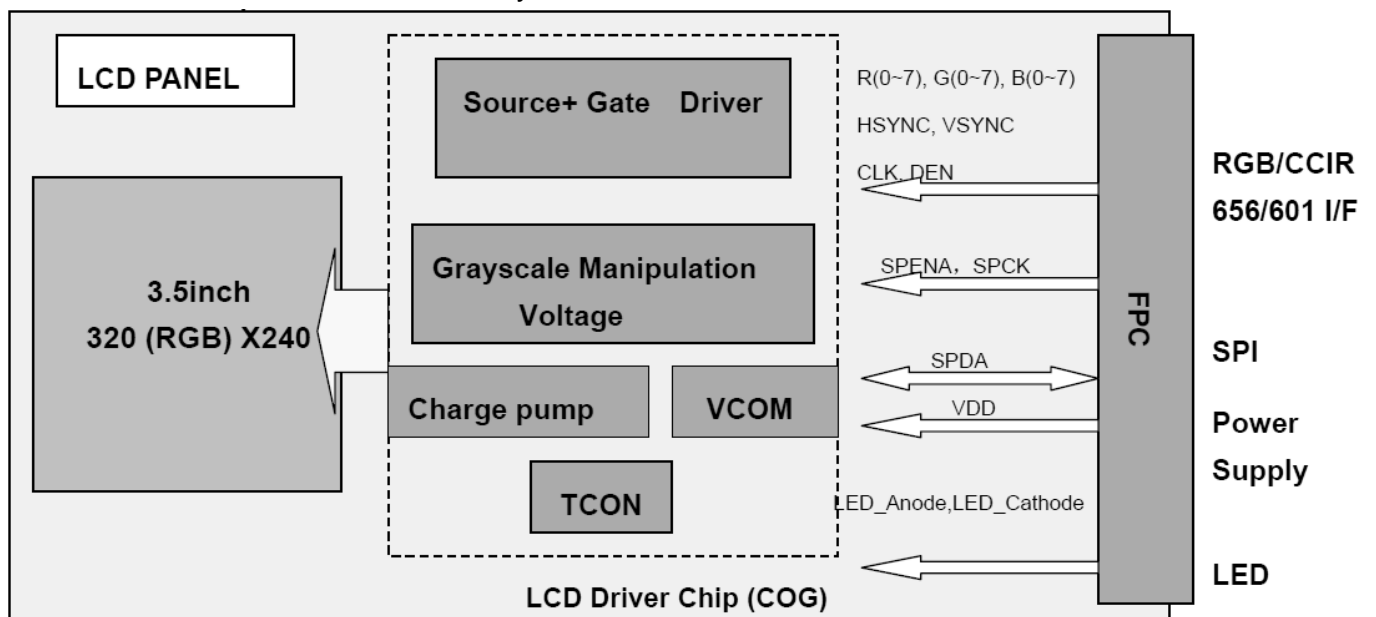 LCD PANEL
Source+ Gate Driver
R(0~7), G(0~7), B(0~7)
HSYNC, VSYNC
CLK, DEN
RGB/CCIR
656/601 I/F
3.5inch
320 (RGB) X240
Grayscale Manipulation
Voltage
SPENA，SPCK
FPC
SPI
SPDA
Charge pump
VCOM
VDD
Power
Supply
TCON
LED_Anode,LED_Cathode
LED
LCD Driver Chip (COG)